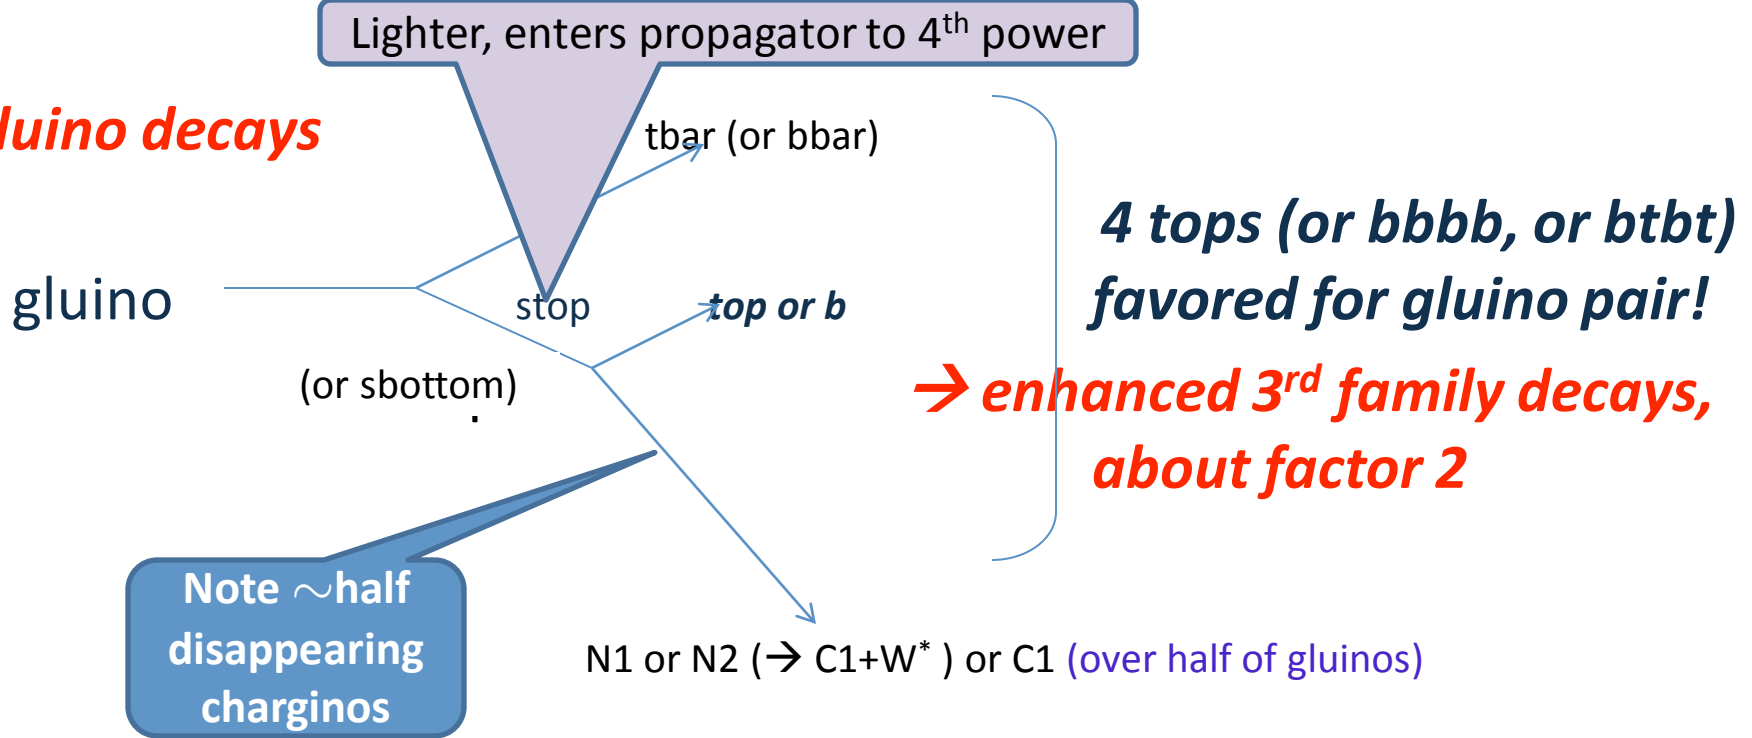 Lighter, enters propagator to 4th power
luino decays
tbar (or bbar)
4 tops (or bbbb, or btbt)
gluino
stop
top or b
favored for gluino pair!
(or sbottom)
→ enhanced 3rd family decays,
about factor 2
Note ∼half
disappearing
charginos
N1 or N2 (→ C1+W* ) or C1 (over half of gluinos)